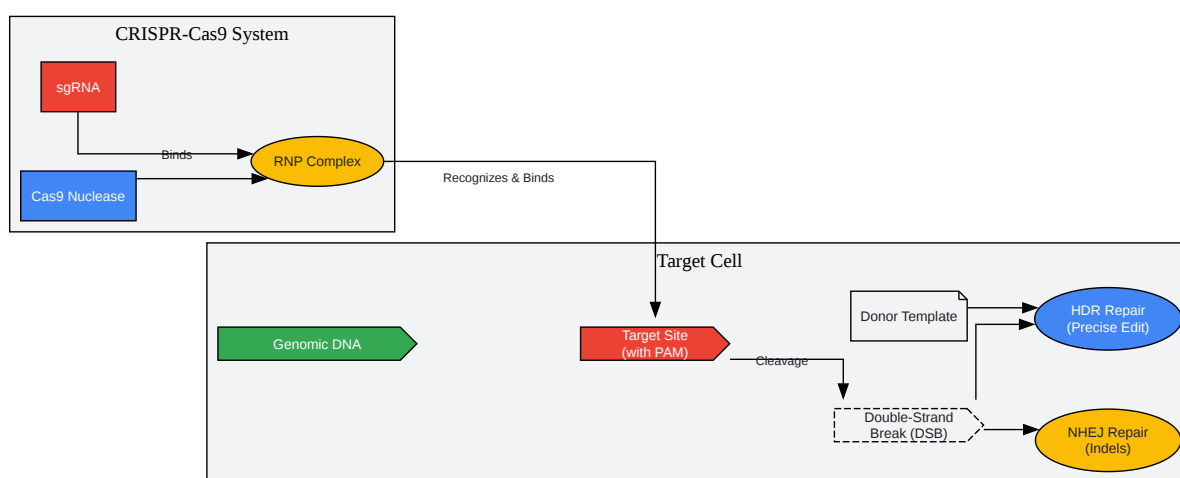 CRISPR-Cas9 System
sgRNA
Binds
RNP Complex
Cas9 Nuclease
Recognizes & Binds
Target Cell
Genomic DNA
Target Site
(with PAM)
Cleavage
Donor Template
HDR Repair
(Precise Edit)
Double-Strand
Break (DSB)
NHEJ Repair
(Indels)